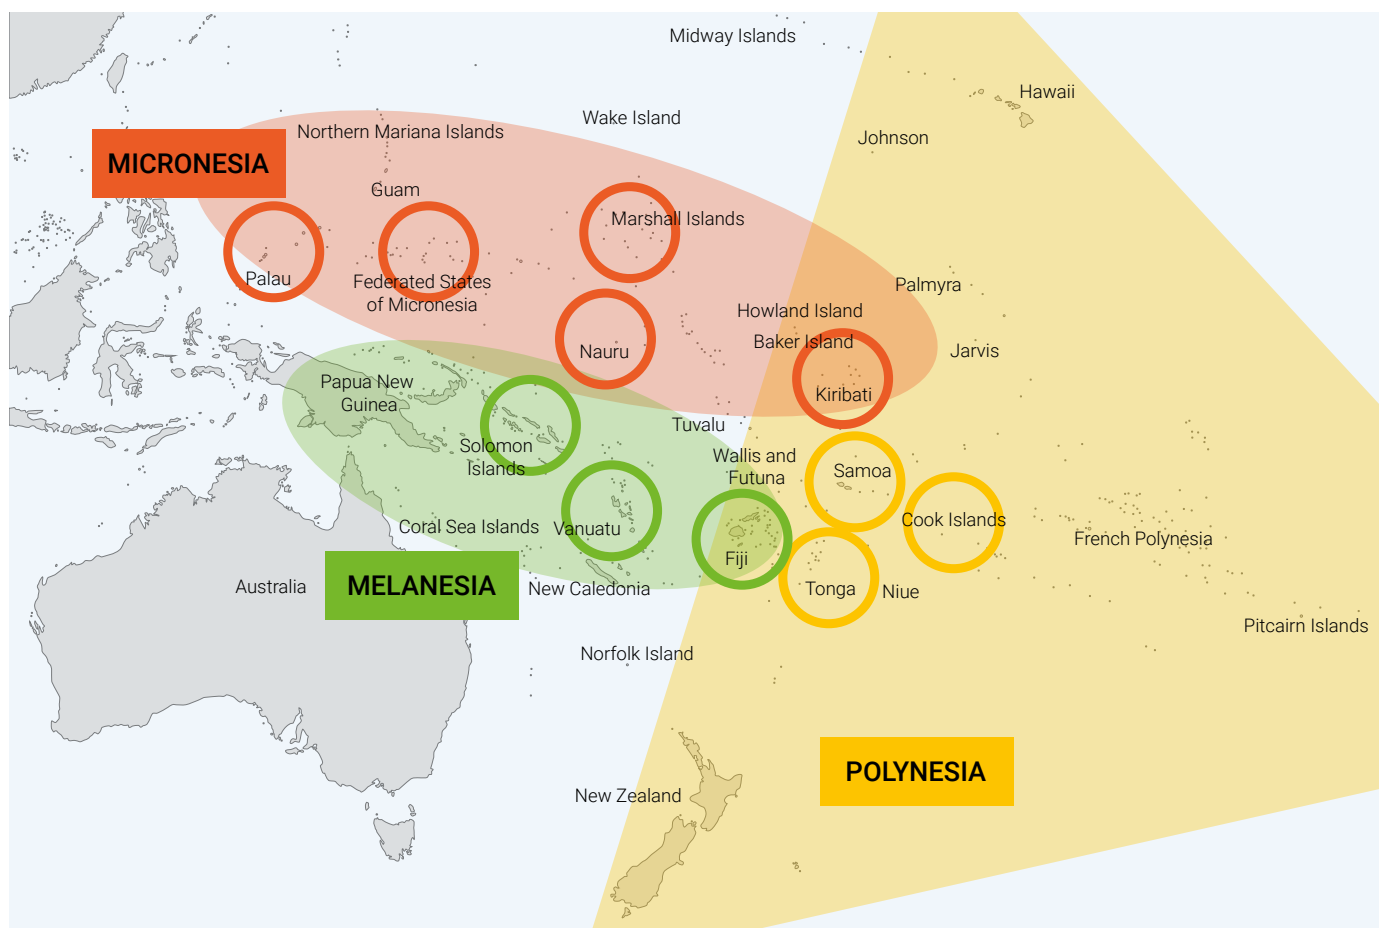 Midway Islands
Hawaii
Wake Island
Northern Mariana Islands
Johnson
MICRONESIA
Guam
Marshall Islands
Palau
Federated States
of Micronesia
Palmyra
Howland Island
Baker Island
Nauru
Jarvis
Papua New
Guinea
Kiribati
Tuvalu
Solomon
Islands
Wallis and
Futuna
Samoa
Coral Sea Islands
Vanuatu
Cook Islands
French Polynesia
Fiji
Australia
MELANESIA
New Caledonia
Tonga
Niue
Pitcairn Islands
Norfolk Island
POLYNESIA
New Zealand